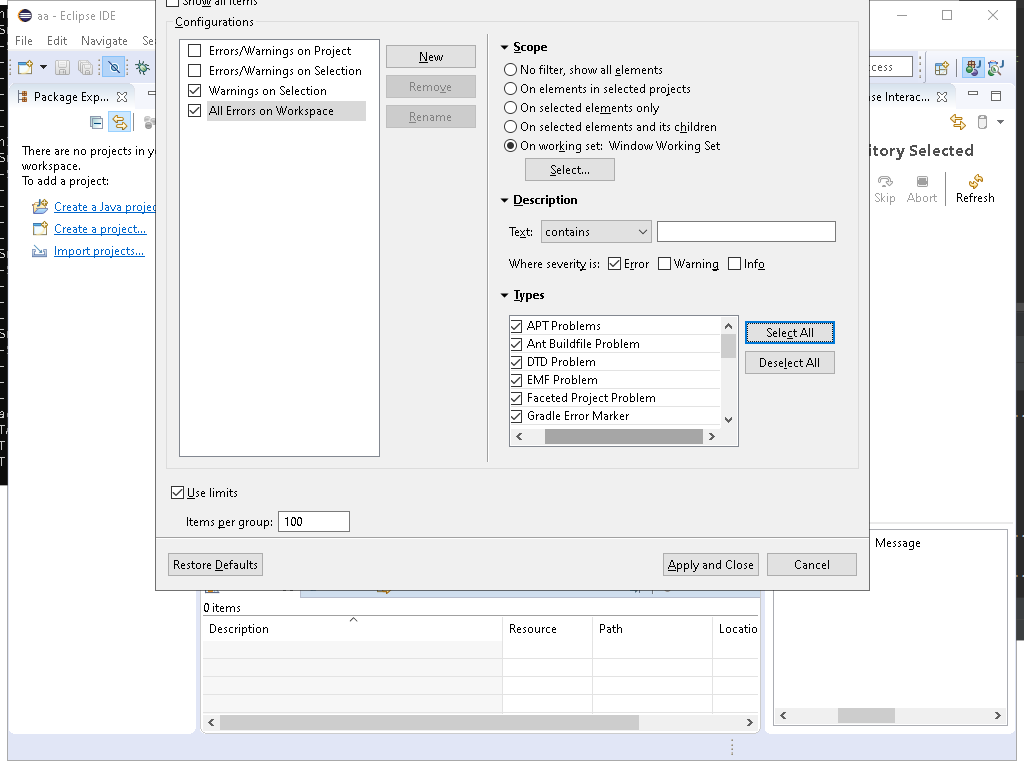 aa - Eclipse IDE
Show all items
File Edit Navigate Se
Configurations
Errors/Warnings on Project
Errors/Warnings on Selection
Warnings on Selection
All Errors on Workspace
New
Remove
Rename
Scope
No filter, show all elements
On elements in selected projects
On selected elements only
On selected elements and its children
On working set: Window Working Set
Select...
Description
Text: contains
Where severity is: Error Warning Info
Types
APT Problems
Ant Buildfile Problem
DTD Problem
EMF Problem
Faceted Project Problem
Gradle Error Marker
Select All
Deselect All
Use limits
Items per group: 100
Restore Defaults
Apply and Close
Cancel
Package Exp...
There are no projects in y
workspace.
To add a project:
Create a Java projec
Create a project...
Import projects...
cess
se Interac...
itory Selected
Skip Abort Refresh
Message
0 items
Description Resource Path Locatio